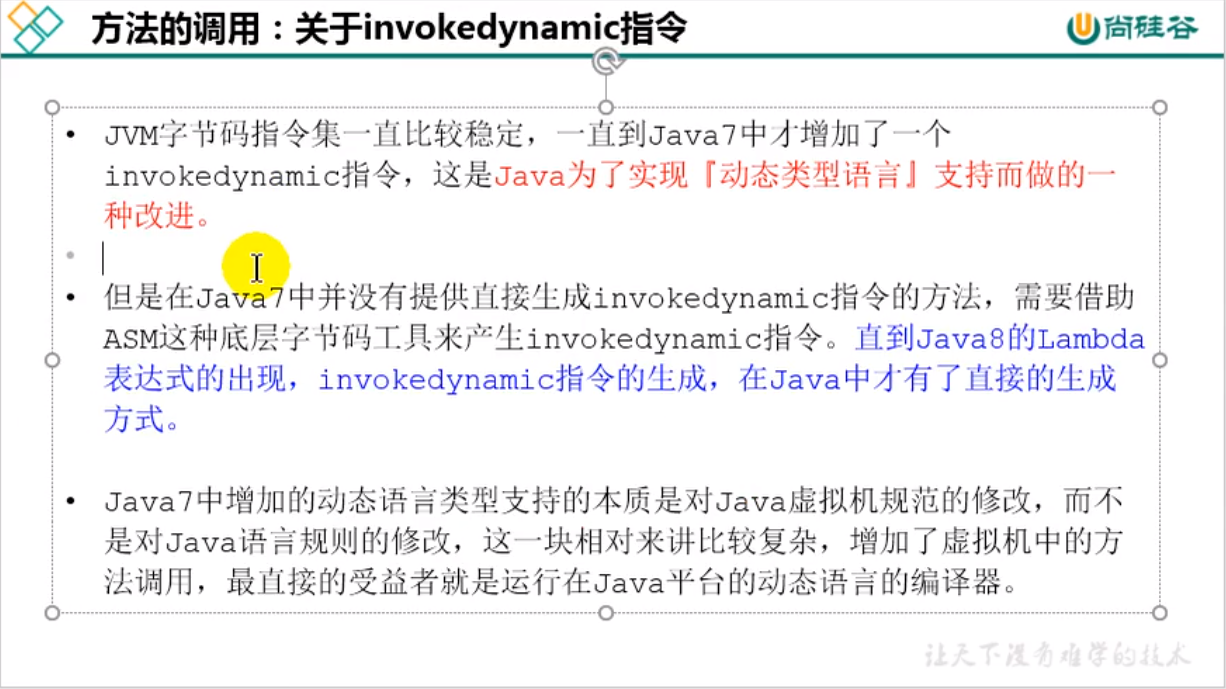 方法的调用：关于invokedynamic指令
尚硅谷
• JVM字节码指令集一直比较稳定，一直到Java7中才增加了一个
invokedynamic指令，这是Java为了实现『动态类型语言』支持而做的一
种改进。
•
• 但是在Java7中并没有提供直接生成invokedynamic指令的方法，需要借助
ASM这种底层字节码工具来产生invokedynamic指令。直到Java8的Lambda
表达式的出现，invokedynamic指令的生成，在Java中才有了直接的生成
方式。
• Java7中增加的动态语言类型支持的本质是对Java虚拟机规范的修改，而不
是对Java语言规则的修改，这一块相对来讲比较复杂，增加了虚拟机中的方
法调用，最直接的受益者就是运行在Java平台的动态语言的编译器。
让天下没有难学的技术